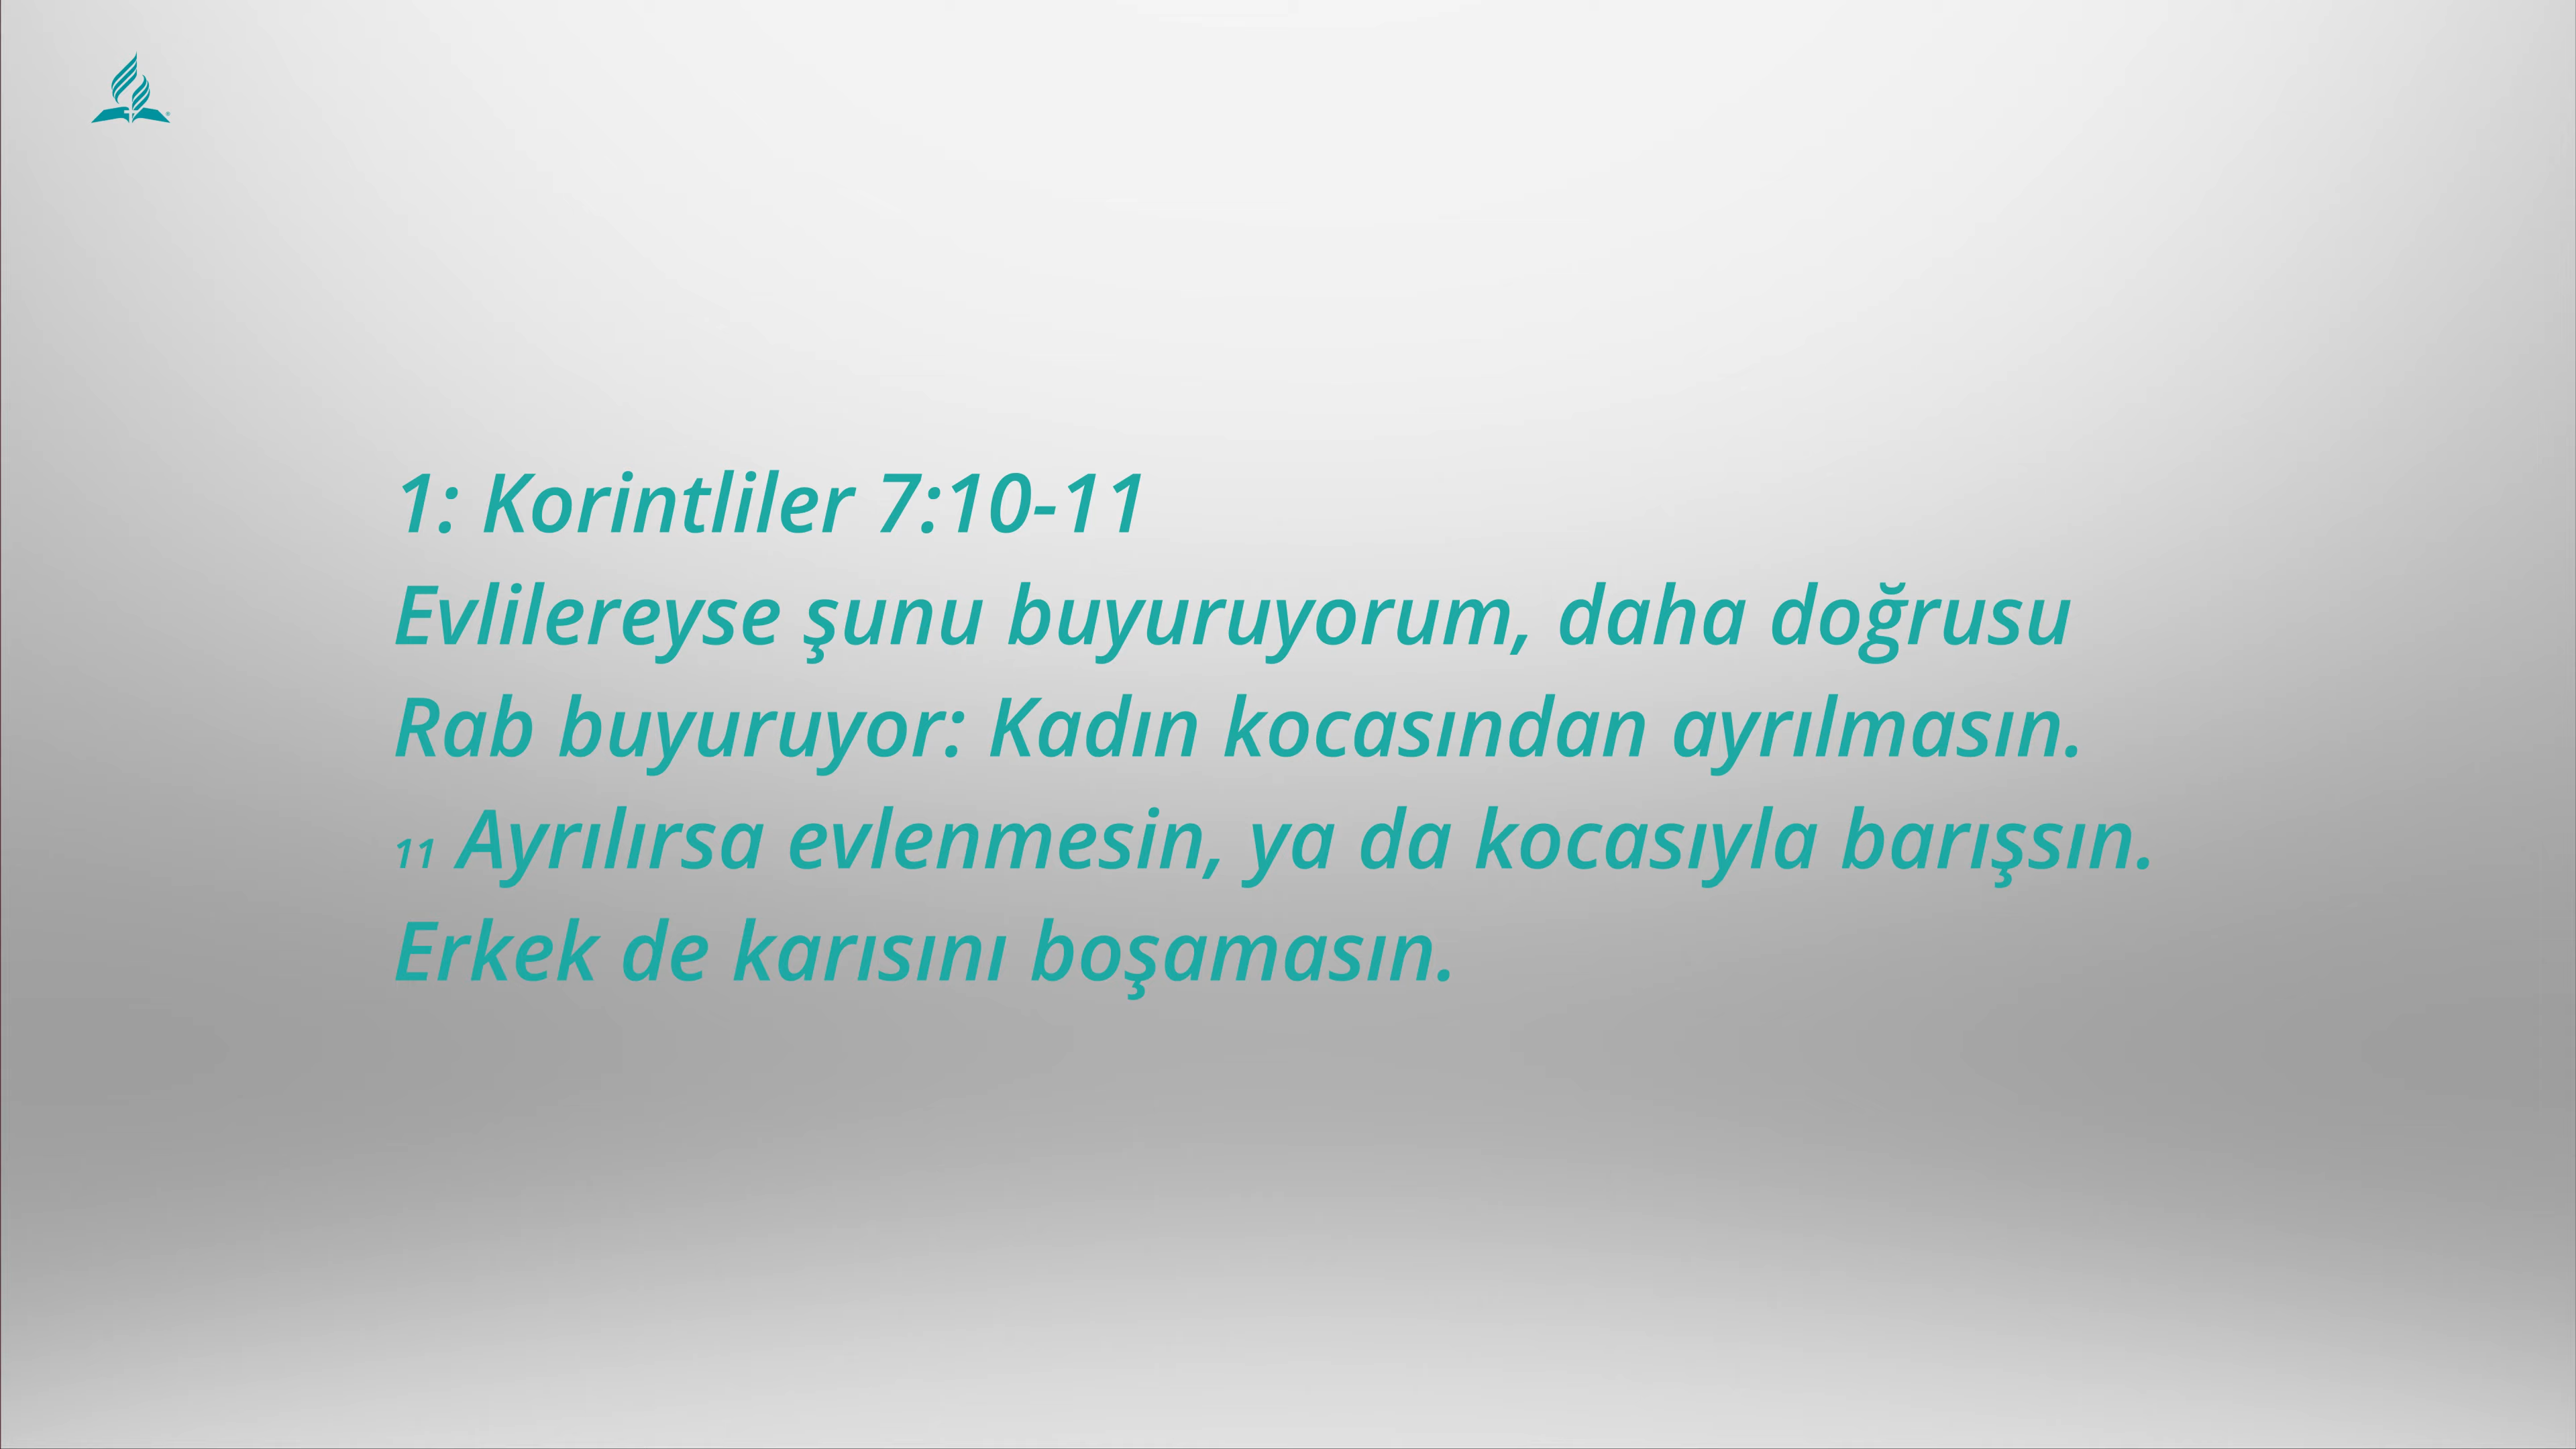 1: Korintliler 7:10-11
Evlilereyse şunu buyuruyorum, daha doğrusu
Rab buyuruyor: Kadın kocasından ayrılmasın.
11 Ayrılırsa evlenmesin, ya da kocasıyla barışsın.
Erkek de karısını boşamasın.